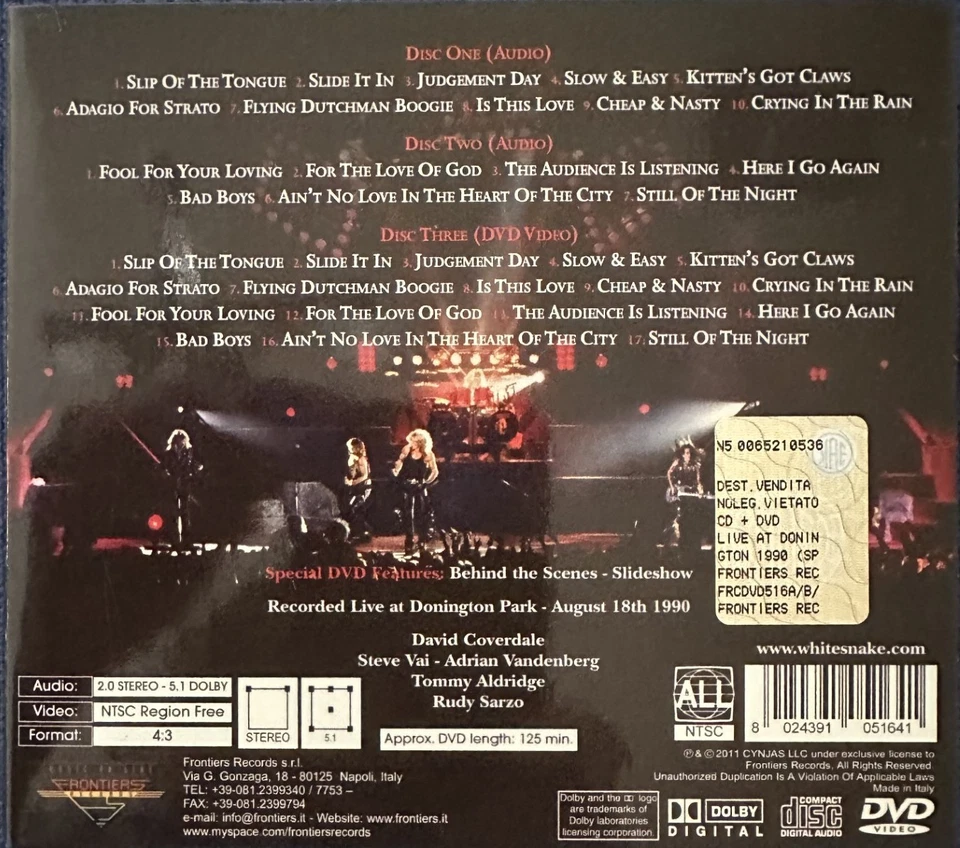 Disc One (Audio)
1. Slip Of The Tongue 2. Slide It In 3. Judgement Day 4. Slow & Easy 5. Kitten's Got Claws
6. Adagio For Strato 7. Flying Dutchman Boogie 8. Is This Love 9. Cheap & Nasty 10. Crying In The Rain
Disc Two (Audio)
1. Fool For Your Loving 2. For The Love Of God 3. The Audience Is Listening 4. Here I Go Again
5. Bad Boys 6. Ain't No Love In The Heart Of The City 7. Still Of The Night
Disc Three (DVD Video)
1. Slip Of The Tongue 2. Slide It In 3. Judgement Day 4. Slow & Easy 5. Kitten's Got Claws
6. Adagio For Strato 7. Flying Dutchman Boogie 8. Is This Love 9. Cheap & Nasty 10. Crying In The Rain
11. Fool For Your Loving 12. For The Love Of God 13. The Audience Is Listening 14. Here I Go Again
15. Bad Boys 16. Ain't No Love In The Heart Of The City 17. Still Of The Night
N5 0065210536
SIAE
DEST.VENDITA
NOLEG.VIETATO
CD + DVD
LIVE AT DONIN
GTON 1990 (SP
FRONTIERS REC
FRCDVD516A/B/
FRONTIERS REC
Special DVD Features: Behind the Scenes - Slideshow
Recorded Live at Donington Park - August 18th 1990
David Coverdale
Steve Vai - Adrian Vandenberg
Tommy Aldridge
Rudy Sarzo
www.whitesnake.com
Audio: 2.0 STEREO - 5.1 DOLBY
Video: NTSC Region Free
Format: 4:3
STEREO
5.1
Approx. DVD length: 125 min.
ALL
NTSC
8 024391 051641
℗ & © 2011 CYNJAS LLC under exclusive license to
Frontiers Records, All Rights Reserved.
Unauthorized Duplication Is A Violation Of Applicable Laws
Made in Italy
FRONTIERS
RECORDS
Frontiers Records s.r.l.
Via G. Gonzaga, 18 - 80125 Napoli, Italy
TEL: +39-081.2399340 / 7753 –
FAX: +39-081.2399794
e-mail: info@frontiers.it - Website: www.frontiers.it
www.myspace.com/frontiersrecords
Dolby and the DD logo
are trademarks of
Dolby laboratories
licensing corporation.
DOLBY
DIGITAL
COMPACT
disc
DIGITAL AUDIO
DVD
VIDEO